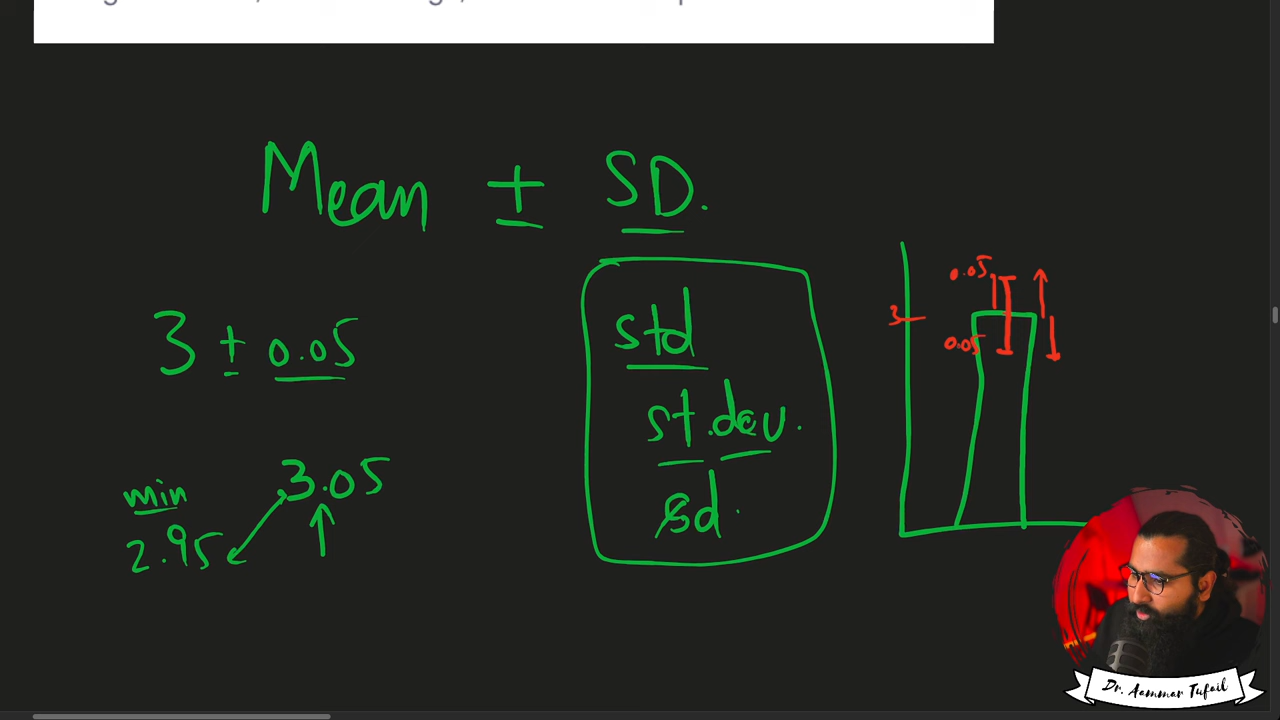 Mean ± SD.
3 ± 0.05
min
2.95
3.05
std
st.dev.
sd.
3
0.05
0.05
Dr. Aammar Tufail